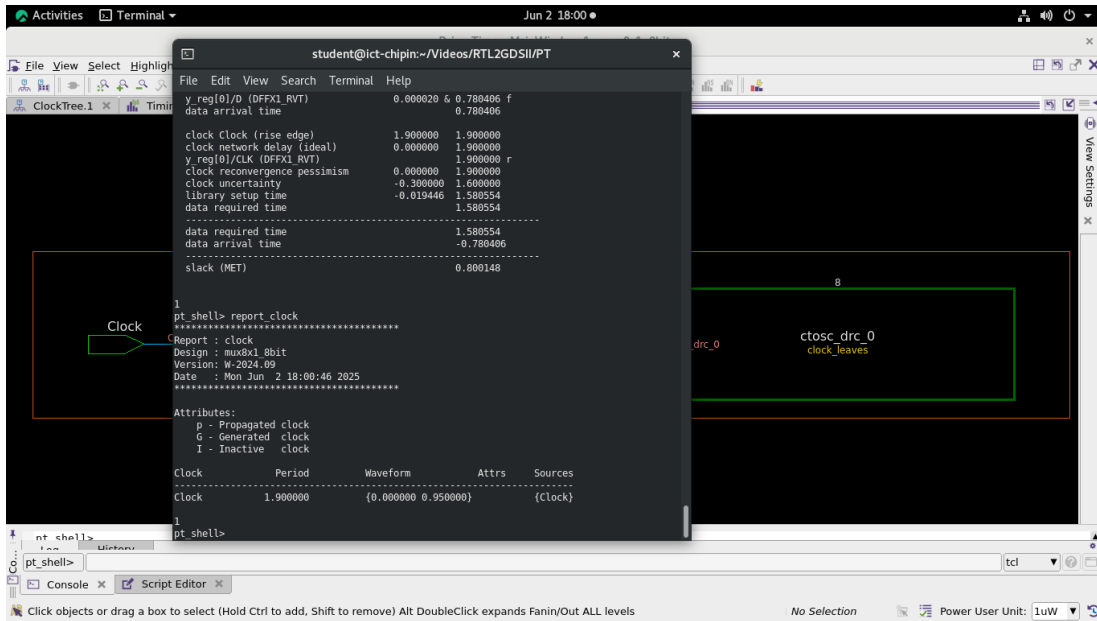 Activities Terminal Jun 2 18:00
student@ict-chipin:~/Videos/RTL2GDSII/PT
File View Select Highligh
File Edit View Search Terminal Help
ClockTree.1 Timin
y_reg[0]/D (DFFX1_RVT) 0.000020 & 0.780406 f
data arrival time 0.780406
clock Clock (rise edge) 1.900000 1.900000
clock network delay (ideal) 0.000000 1.900000
y_reg[0]/CLK (DFFX1_RVT) 1.900000 r
clock reconvergence pessimism 0.000000 1.900000
clock uncertainty -0.300000 1.600000
library setup time -0.019446 1.580554
data required time 1.580554
--------------------------------------------------------------
data required time 1.580554
data arrival time -0.780406
--------------------------------------------------------------
slack (MET) 0.800148
1
pt_shell> report_clock
****************************************
Report : clock
Design : mux8x1_8bit
Version: W-2024.09
Date : Mon Jun 2 18:00:46 2025
****************************************
Attributes:
p - Propagated clock
G - Generated clock
I - Inactive clock
Clock Period Waveform Attrs Sources
--------------------------------------------------------------
Clock 1.900000 {0.000000 0.950000} {Clock}
1
pt_shell>
View Settings
Clock
8
_drc_0
ctosc_drc_0
clock_leaves
pt_shell>
Log History
Co...
pt_shell> tcl
Console Script Editor
Click objects or drag a box to select (Hold Ctrl to add, Shift to remove) Alt DoubleClick expands Fanin/Out ALL levels No Selection Power User Unit: 1uW